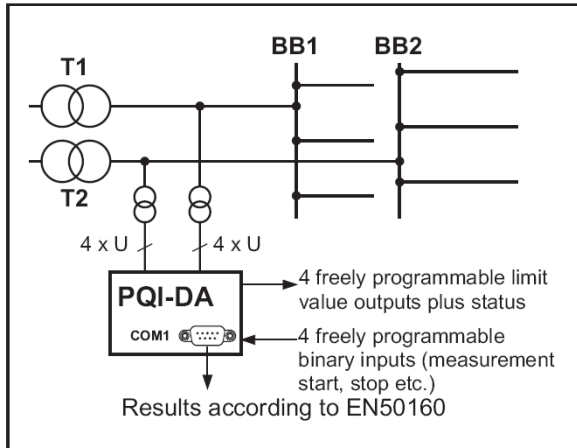 BB1 BB2
T1
T2
4 x U 4 x U
PQI-DA
COM1
4 freely programmable limit
value outputs plus status
4 freely programmable
binary inputs (measurement
start, stop etc.)
Results according to EN50160